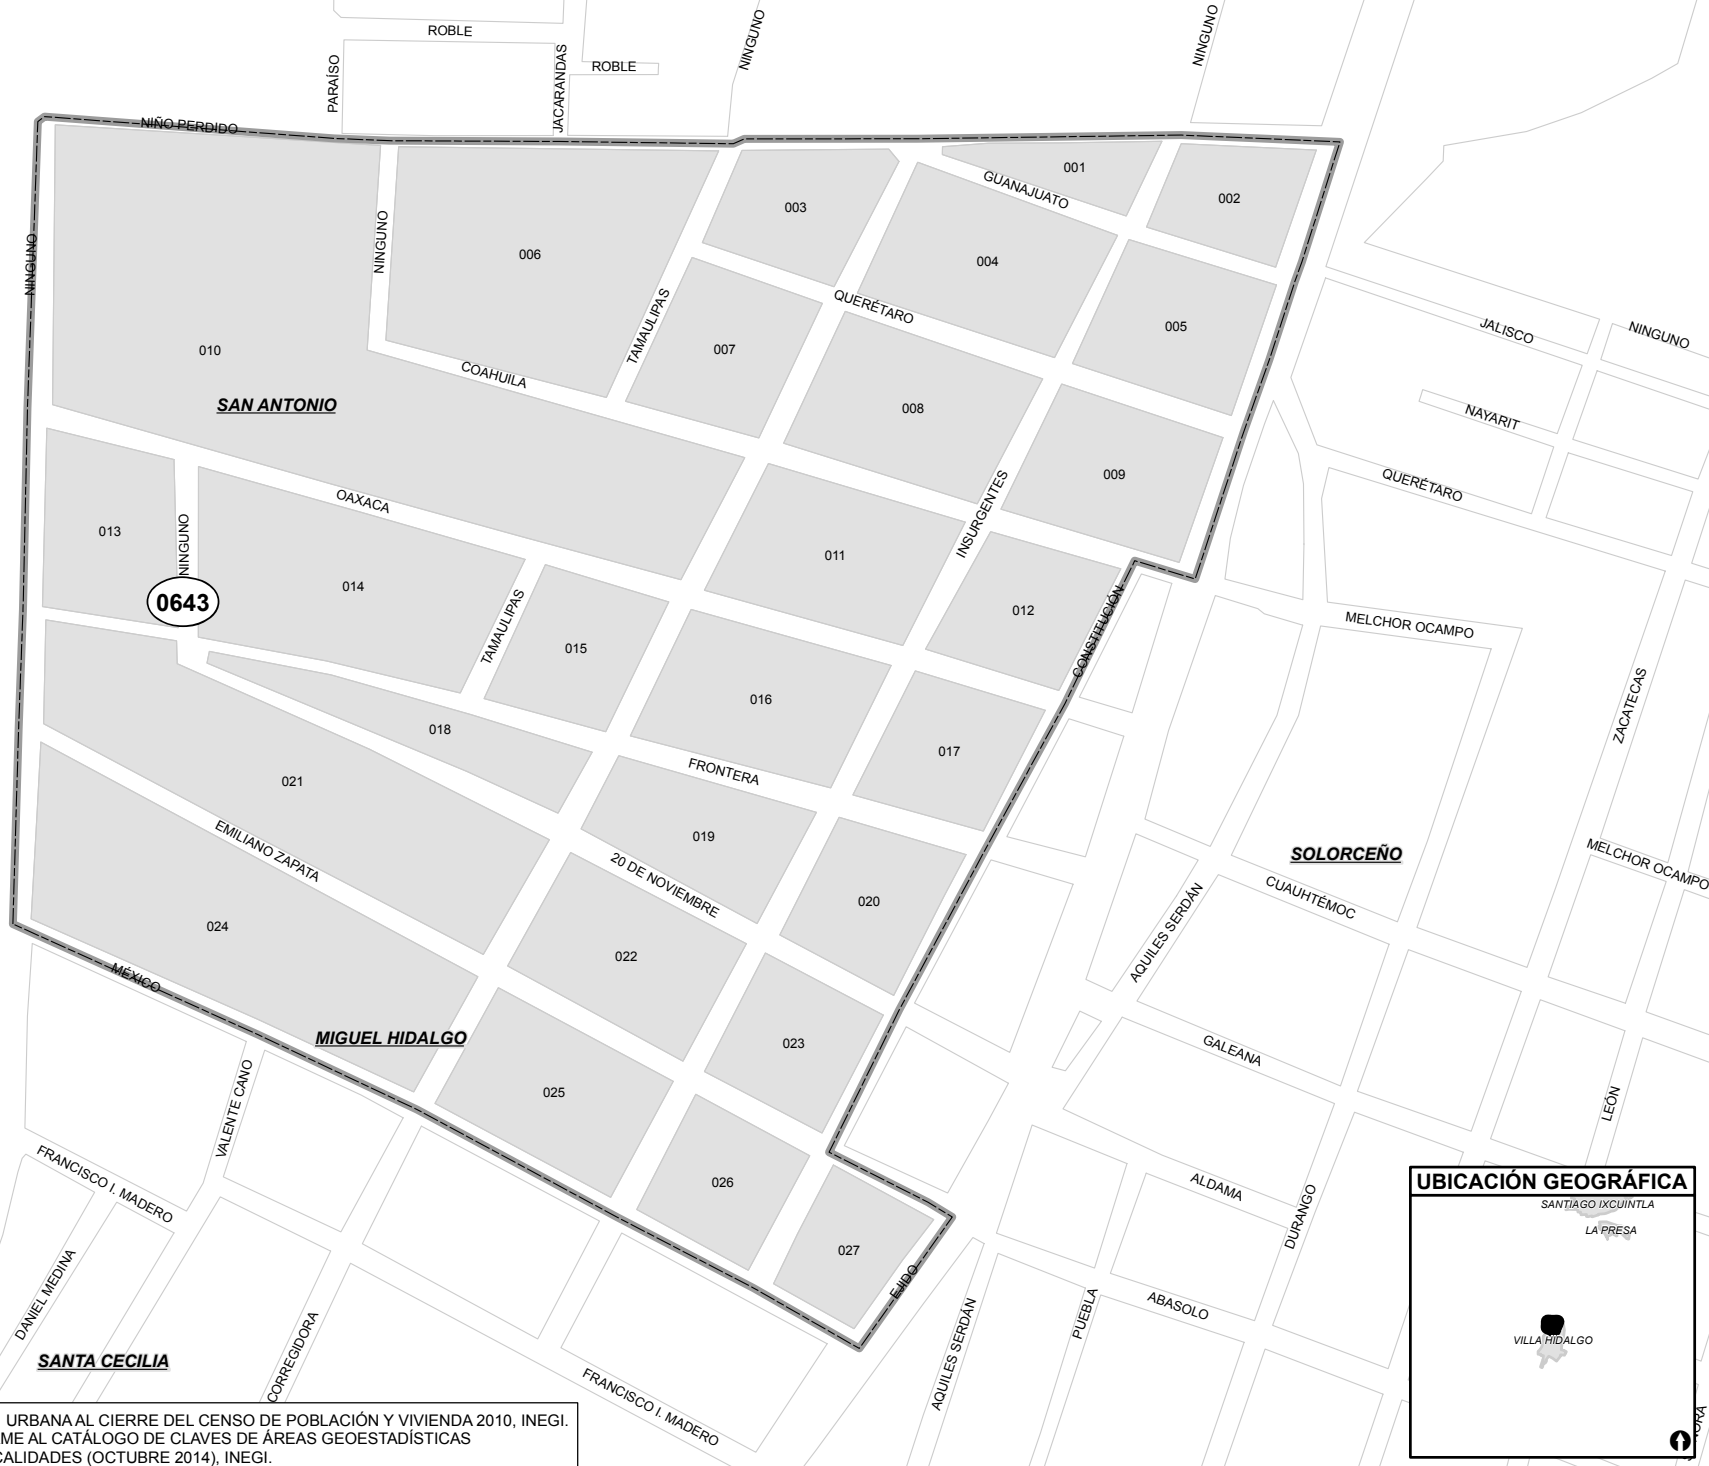 ROBLE
NINGUNO
NINGUNO
ROBLE
PARAÍSO
JACARANDAS
NIÑO PERDIDO
001
GUANAJUATO
002
003
NINGUNO
NINGUNO
006
004
QUERÉTARO
TAMAULIPAS
005
JALISCO
NINGUNO
010
007
COAHUILA
SAN ANTONIO
008
NAYARIT
009
QUERÉTARO
OAXACA
INSURGENTES
013
NINGUNO
011
014
0643
012
CONSTITUCIÓN
MELCHOR OCAMPO
TAMAULIPAS
015
016
ZACATECAS
018
017
FRONTERA
021
019
EMILIANO ZAPATA
20 DE NOVIEMBRE
SOLORCEÑO
MELCHOR OCAMPO
CUAUHTÉMOC
020
024
AQUILES SERDÁN
022
MÉXICO
MIGUEL HIDALGO
023
GALEANA
025
VALENTE CANO
LEÓN
FRANCISCO I. MADERO
026
ALDAMA
DURANGO
027
EJIDO
DANIEL MEDINA
AQUILES SERDÁN
PUEBLA
ABASOLO
SANTA CECILIA
CORREGIDORA
FRANCISCO I. MADERO
UBICACIÓN GEOGRÁFICA
SANTIAGO IXCUINTLA
LA PRESA
VILLA HIDALGO
URBANA AL CIERRE DEL CENSO DE POBLACIÓN Y VIVIENDA 2010, INEGI.
ME AL CATÁLOGO DE CLAVES DE ÁREAS GEOESTADÍSTICAS
CALIDADES (OCTUBRE 2014), INEGI.